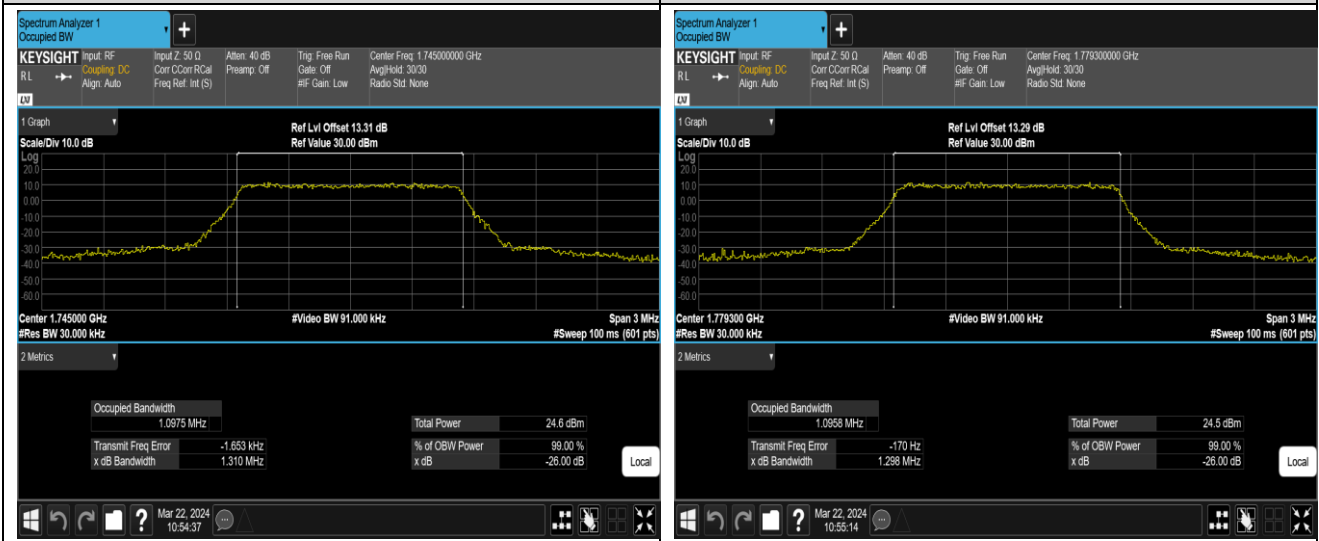 Spectrum Analyzer 1
Occupied BW
+
KEYSIGHT
RL
LXI
Input: RF
Coupling: DC
Align: Auto
Input Z: 50 Ω
Corr CCorr RCal
Freq Ref: Int (S)
Atten: 40 dB
Preamp: Off
Trig: Free Run
Gate: Off
#IF Gain: Low
Center Freq: 1.745000000 GHz
Avg|Hold: 30/30
Radio Std: None
1 Graph
Scale/Div 10.0 dB
Ref Lvl Offset 13.31 dB
Ref Value 30.00 dBm
Log
20.0
10.0
0.00
-10.0
-20.0
-30.0
-40.0
-50.0
-60.0
Center 1.745000 GHz
#Res BW 30.000 kHz
#Video BW 91.000 kHz
Span 3 MHz
#Sweep 100 ms (601 pts)
2 Metrics
Occupied Bandwidth
1.0975 MHz
Transmit Freq Error -1.653 kHz
x dB Bandwidth 1.310 MHz
Total Power 24.6 dBm
% of OBW Power 99.00 %
x dB -26.00 dB
Local
?
Mar 22, 2024
10:54:37
Spectrum Analyzer 1
Occupied BW
+
KEYSIGHT
RL
LXI
Input: RF
Coupling: DC
Align: Auto
Input Z: 50 Ω
Corr CCorr RCal
Freq Ref: Int (S)
Atten: 40 dB
Preamp: Off
Trig: Free Run
Gate: Off
#IF Gain: Low
Center Freq: 1.779300000 GHz
Avg|Hold: 30/30
Radio Std: None
1 Graph
Scale/Div 10.0 dB
Ref Lvl Offset 13.29 dB
Ref Value 30.00 dBm
Log
20.0
10.0
0.00
-10.0
-20.0
-30.0
-40.0
-50.0
-60.0
Center 1.779300 GHz
#Res BW 30.000 kHz
#Video BW 91.000 kHz
Span 3 MHz
#Sweep 100 ms (601 pts)
2 Metrics
Occupied Bandwidth
1.0958 MHz
Transmit Freq Error -170 Hz
x dB Bandwidth 1.298 MHz
Total Power 24.5 dBm
% of OBW Power 99.00 %
x dB -26.00 dB
Local
?
Mar 22, 2024
10:55:14